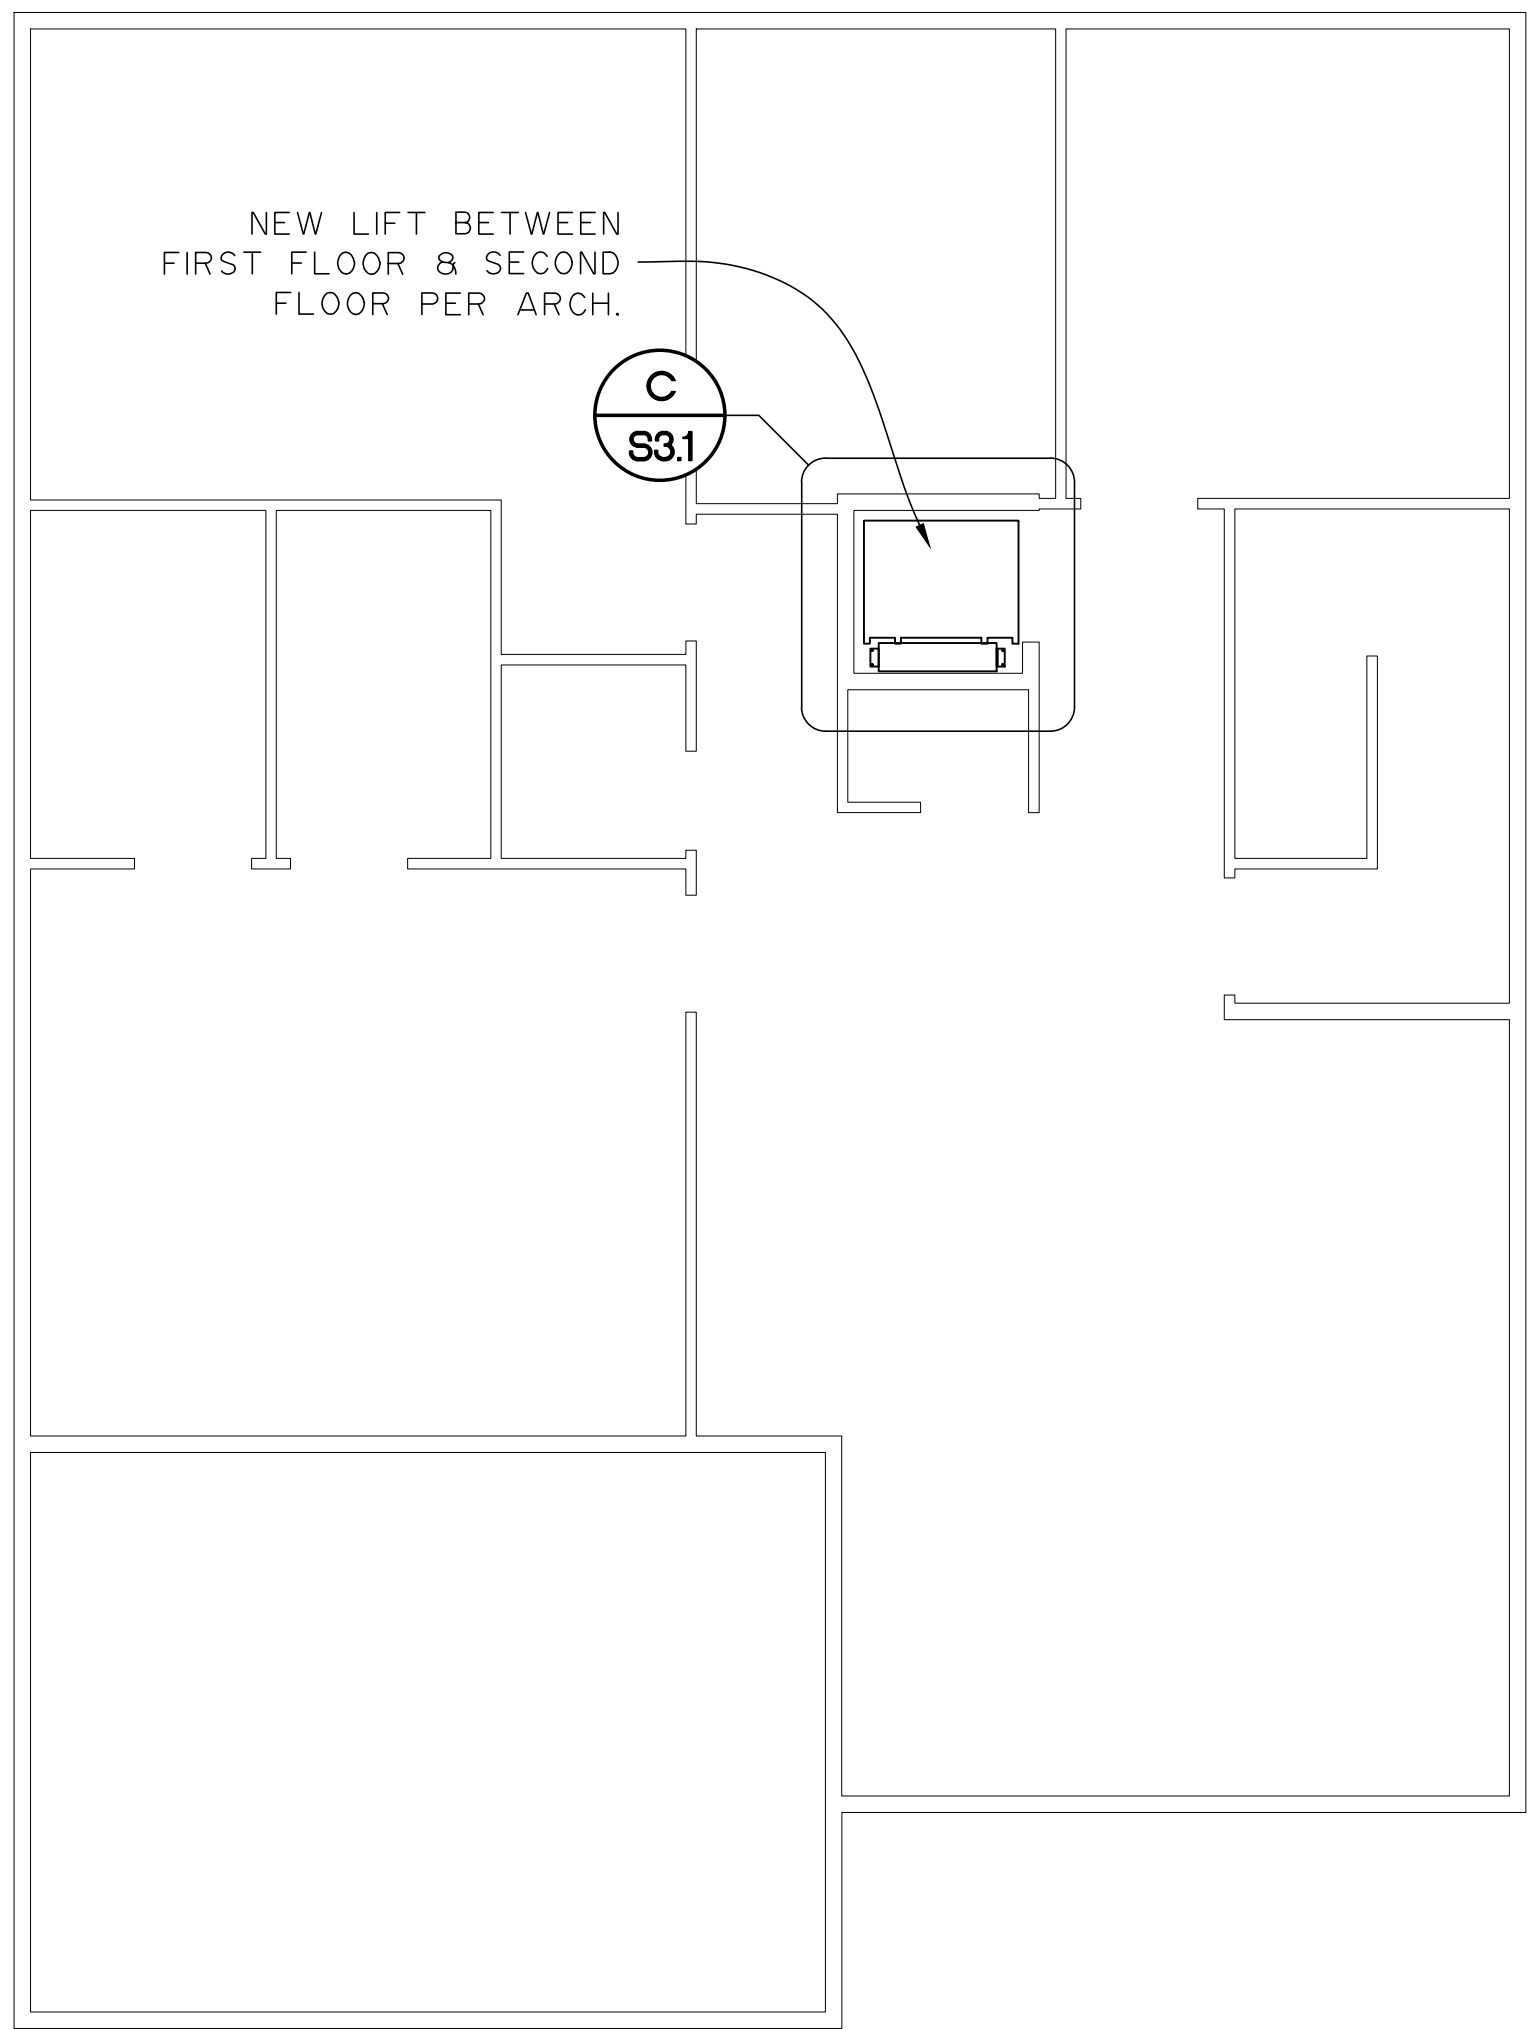 NEW LIFT BETWEEN
FIRST FLOOR & SECOND
FLOOR PER ARCH.
C
S3.1